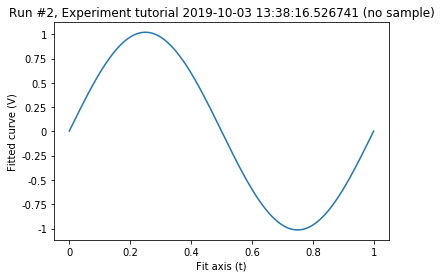 Run #2, Experiment tutorial 2019-10-03 13:38:16.526741 (no sample)
1
0.75
0.50
0.25
0
-0.25
-0.50
-0.75
-1
Fitted curve (V)
0 0.2 0.4 0.6 0.8 1
Fit axis (t)